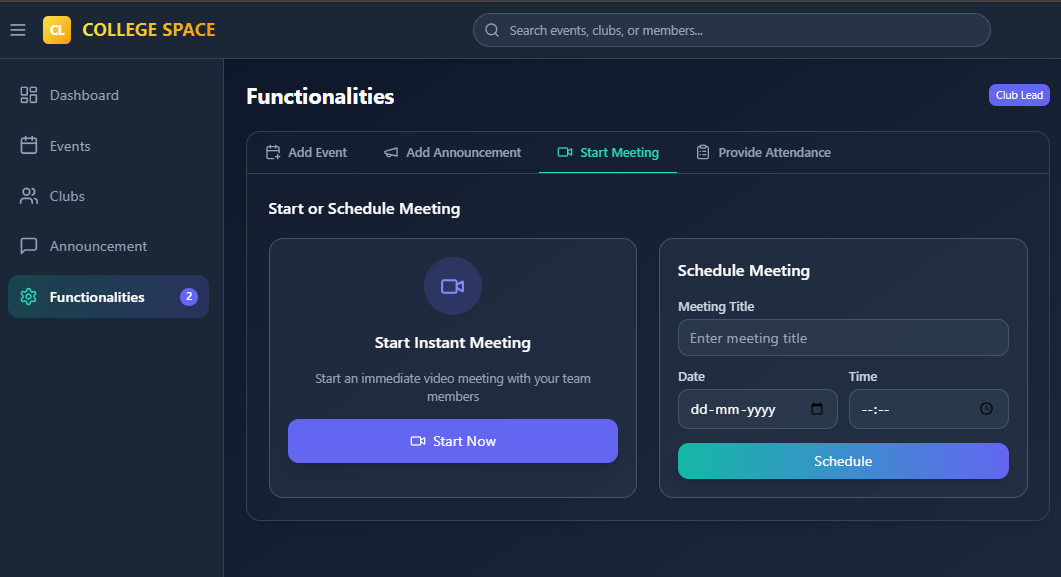 CL COLLEGE SPACE
Search events, clubs, or members...
Dashboard
Events
Clubs
Announcement
Functionalities 2
Functionalities
Club Lead
Add Event Add Announcement Start Meeting Provide Attendance
Start or Schedule Meeting
Start Instant Meeting
Start an immediate video meeting with your team
members
Start Now
Schedule Meeting
Meeting Title
Enter meeting title
Date Time
dd-mm-yyyy --:--
Schedule